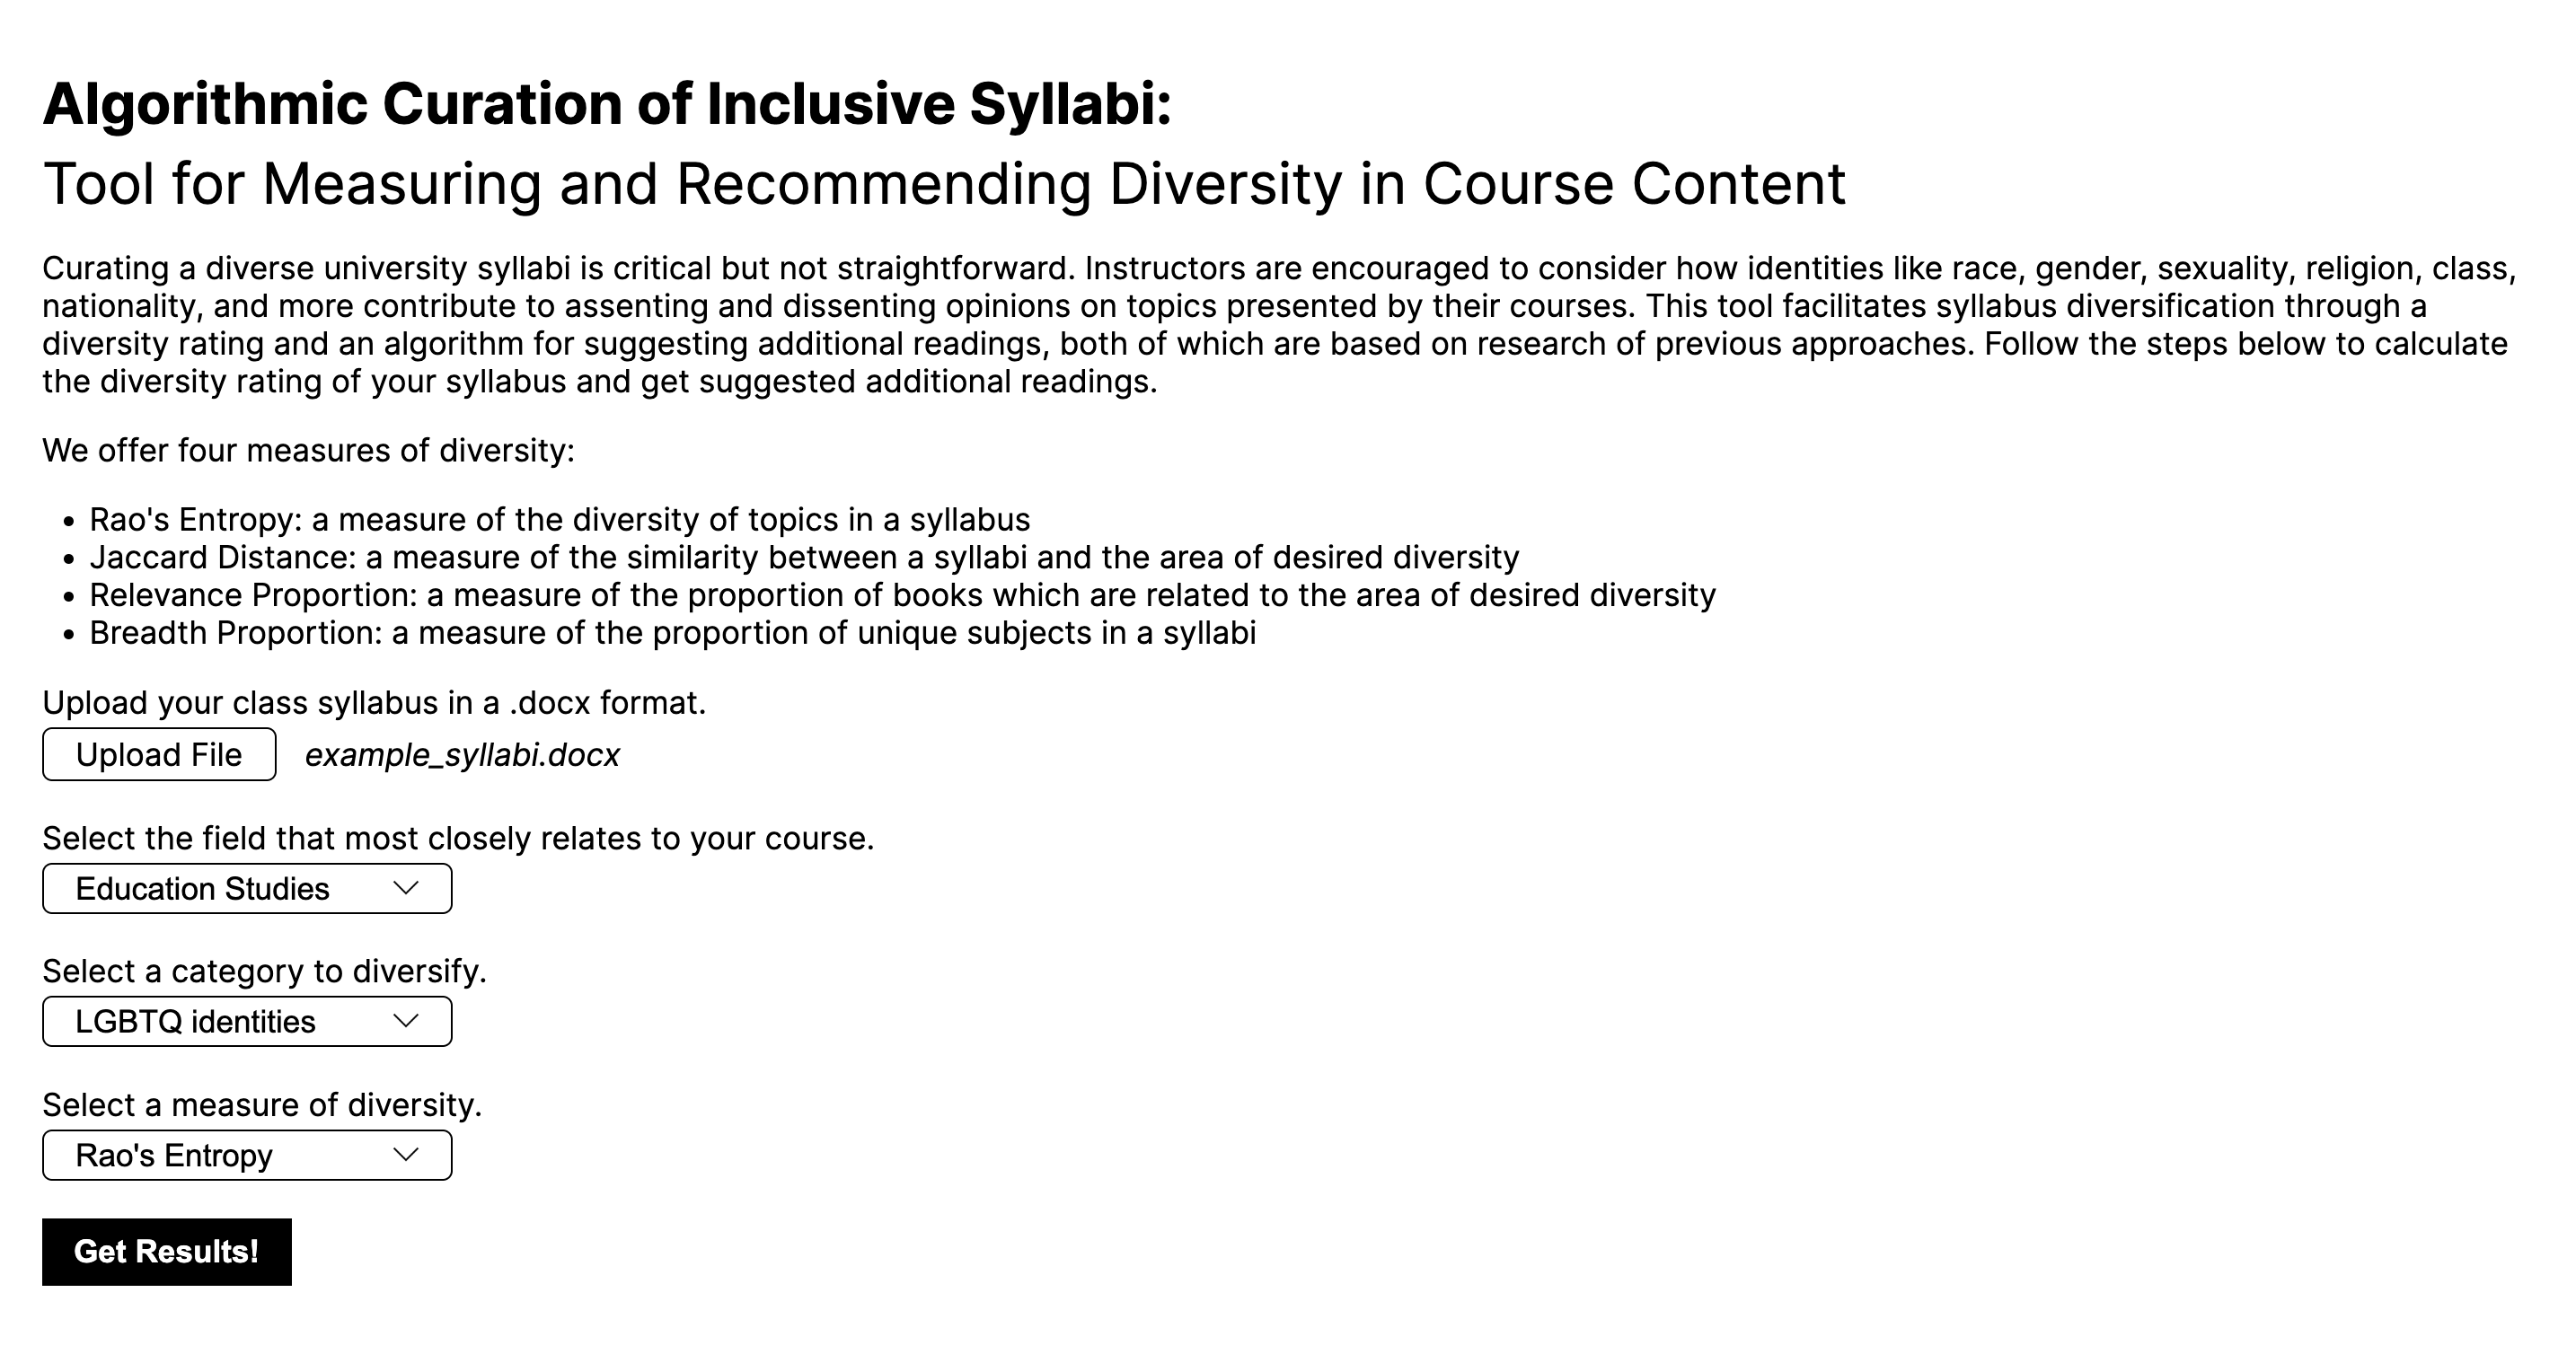 Algorithmic Curation of Inclusive Syllabi:
Tool for Measuring and Recommending Diversity in Course Content
Curating a diverse university syllabi is critical but not straightforward. Instructors are encouraged to consider how identities like race, gender, sexuality, religion, class,
nationality, and more contribute to assenting and dissenting opinions on topics presented by their courses. This tool facilitates syllabus diversification through a
diversity rating and an algorithm for suggesting additional readings, both of which are based on research of previous approaches. Follow the steps below to calculate
the diversity rating of your syllabus and get suggested additional readings.
We offer four measures of diversity:
• Rao's Entropy: a measure of the diversity of topics in a syllabus
• Jaccard Distance: a measure of the similarity between a syllabi and the area of desired diversity
• Relevance Proportion: a measure of the proportion of books which are related to the area of desired diversity
• Breadth Proportion: a measure of the proportion of unique subjects in a syllabi
Upload your class syllabus in a .docx format.
Upload File example_syllabi.docx
Select the field that most closely relates to your course.
Education Studies
Select a category to diversify.
LGBTQ identities
Select a measure of diversity.
Rao's Entropy
Get Results!